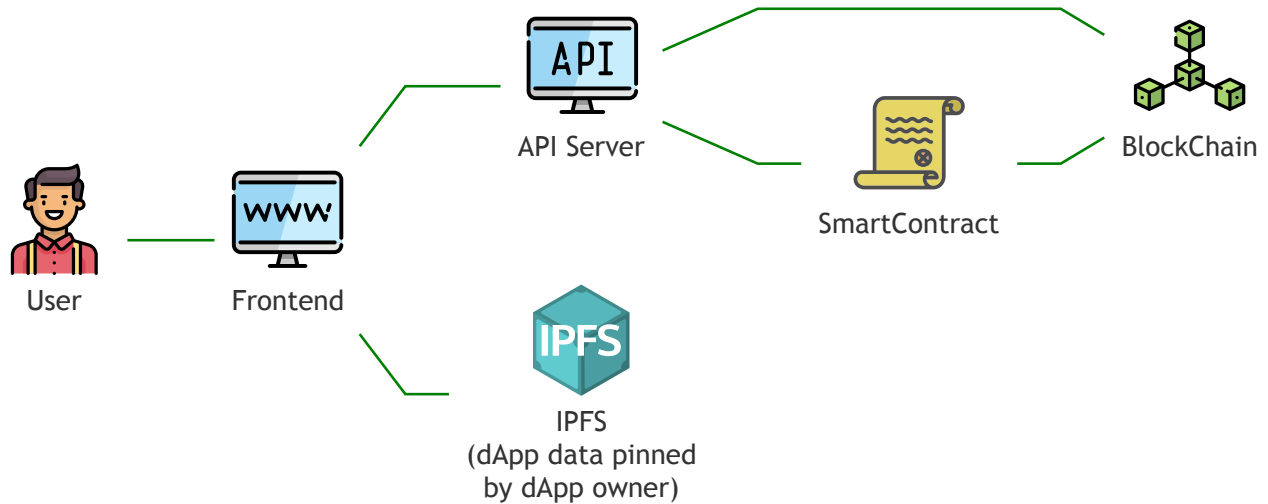 API
API Server
BlockChain
SmartContract
www
User
Frontend
IPFS
IPFS
(dApp data pinned
by dApp owner)